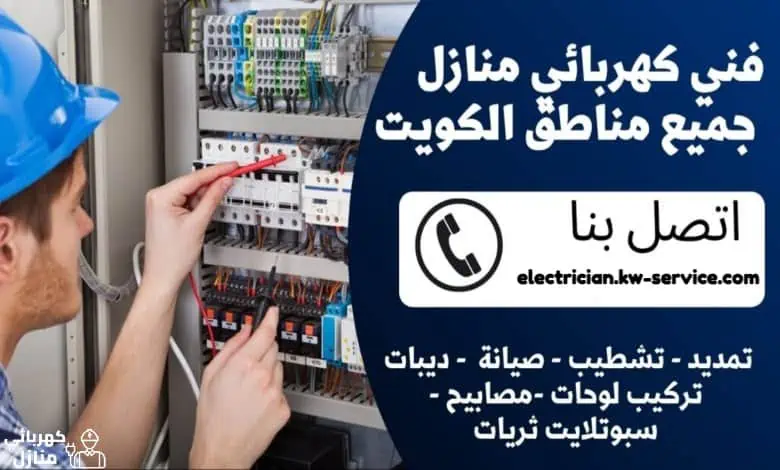 فني كهربائي منازل
جميع مناطق الكويت
اتصل بنا
electrician.kw-service.com
تمديد - تشطيب - صيانة - ديبات
تركيب لوحات -مصابيح -
سبوتلايت ثريات
كهربائي
منازل